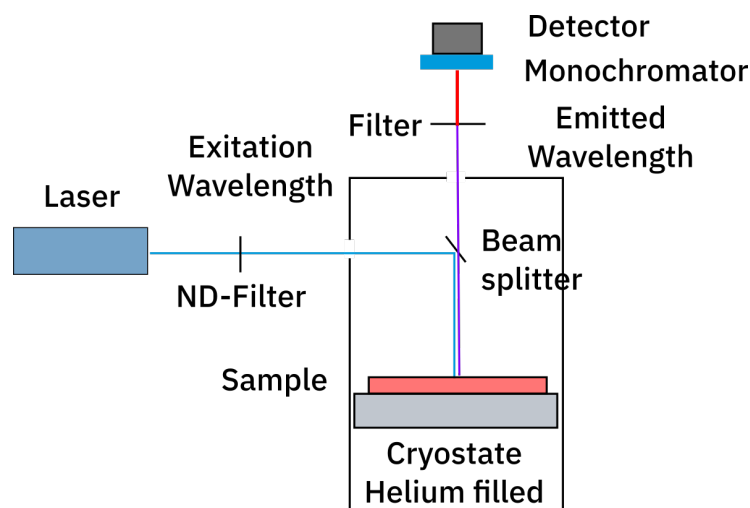 Detector
Monochromator
Filter
Emitted
Wavelength
Exitation
Wavelength
Laser
Beam
splitter
ND-Filter
Sample
Cryostate
Helium filled